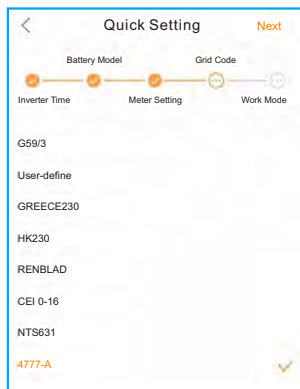 Quick Setting Next
Battery Model Grid Code
Inverter Time Meter Setting Work Mode
G59/3
User-define
GREECE230
HK230
RENBLAD
CEI 0-16
NTS631
4777-A